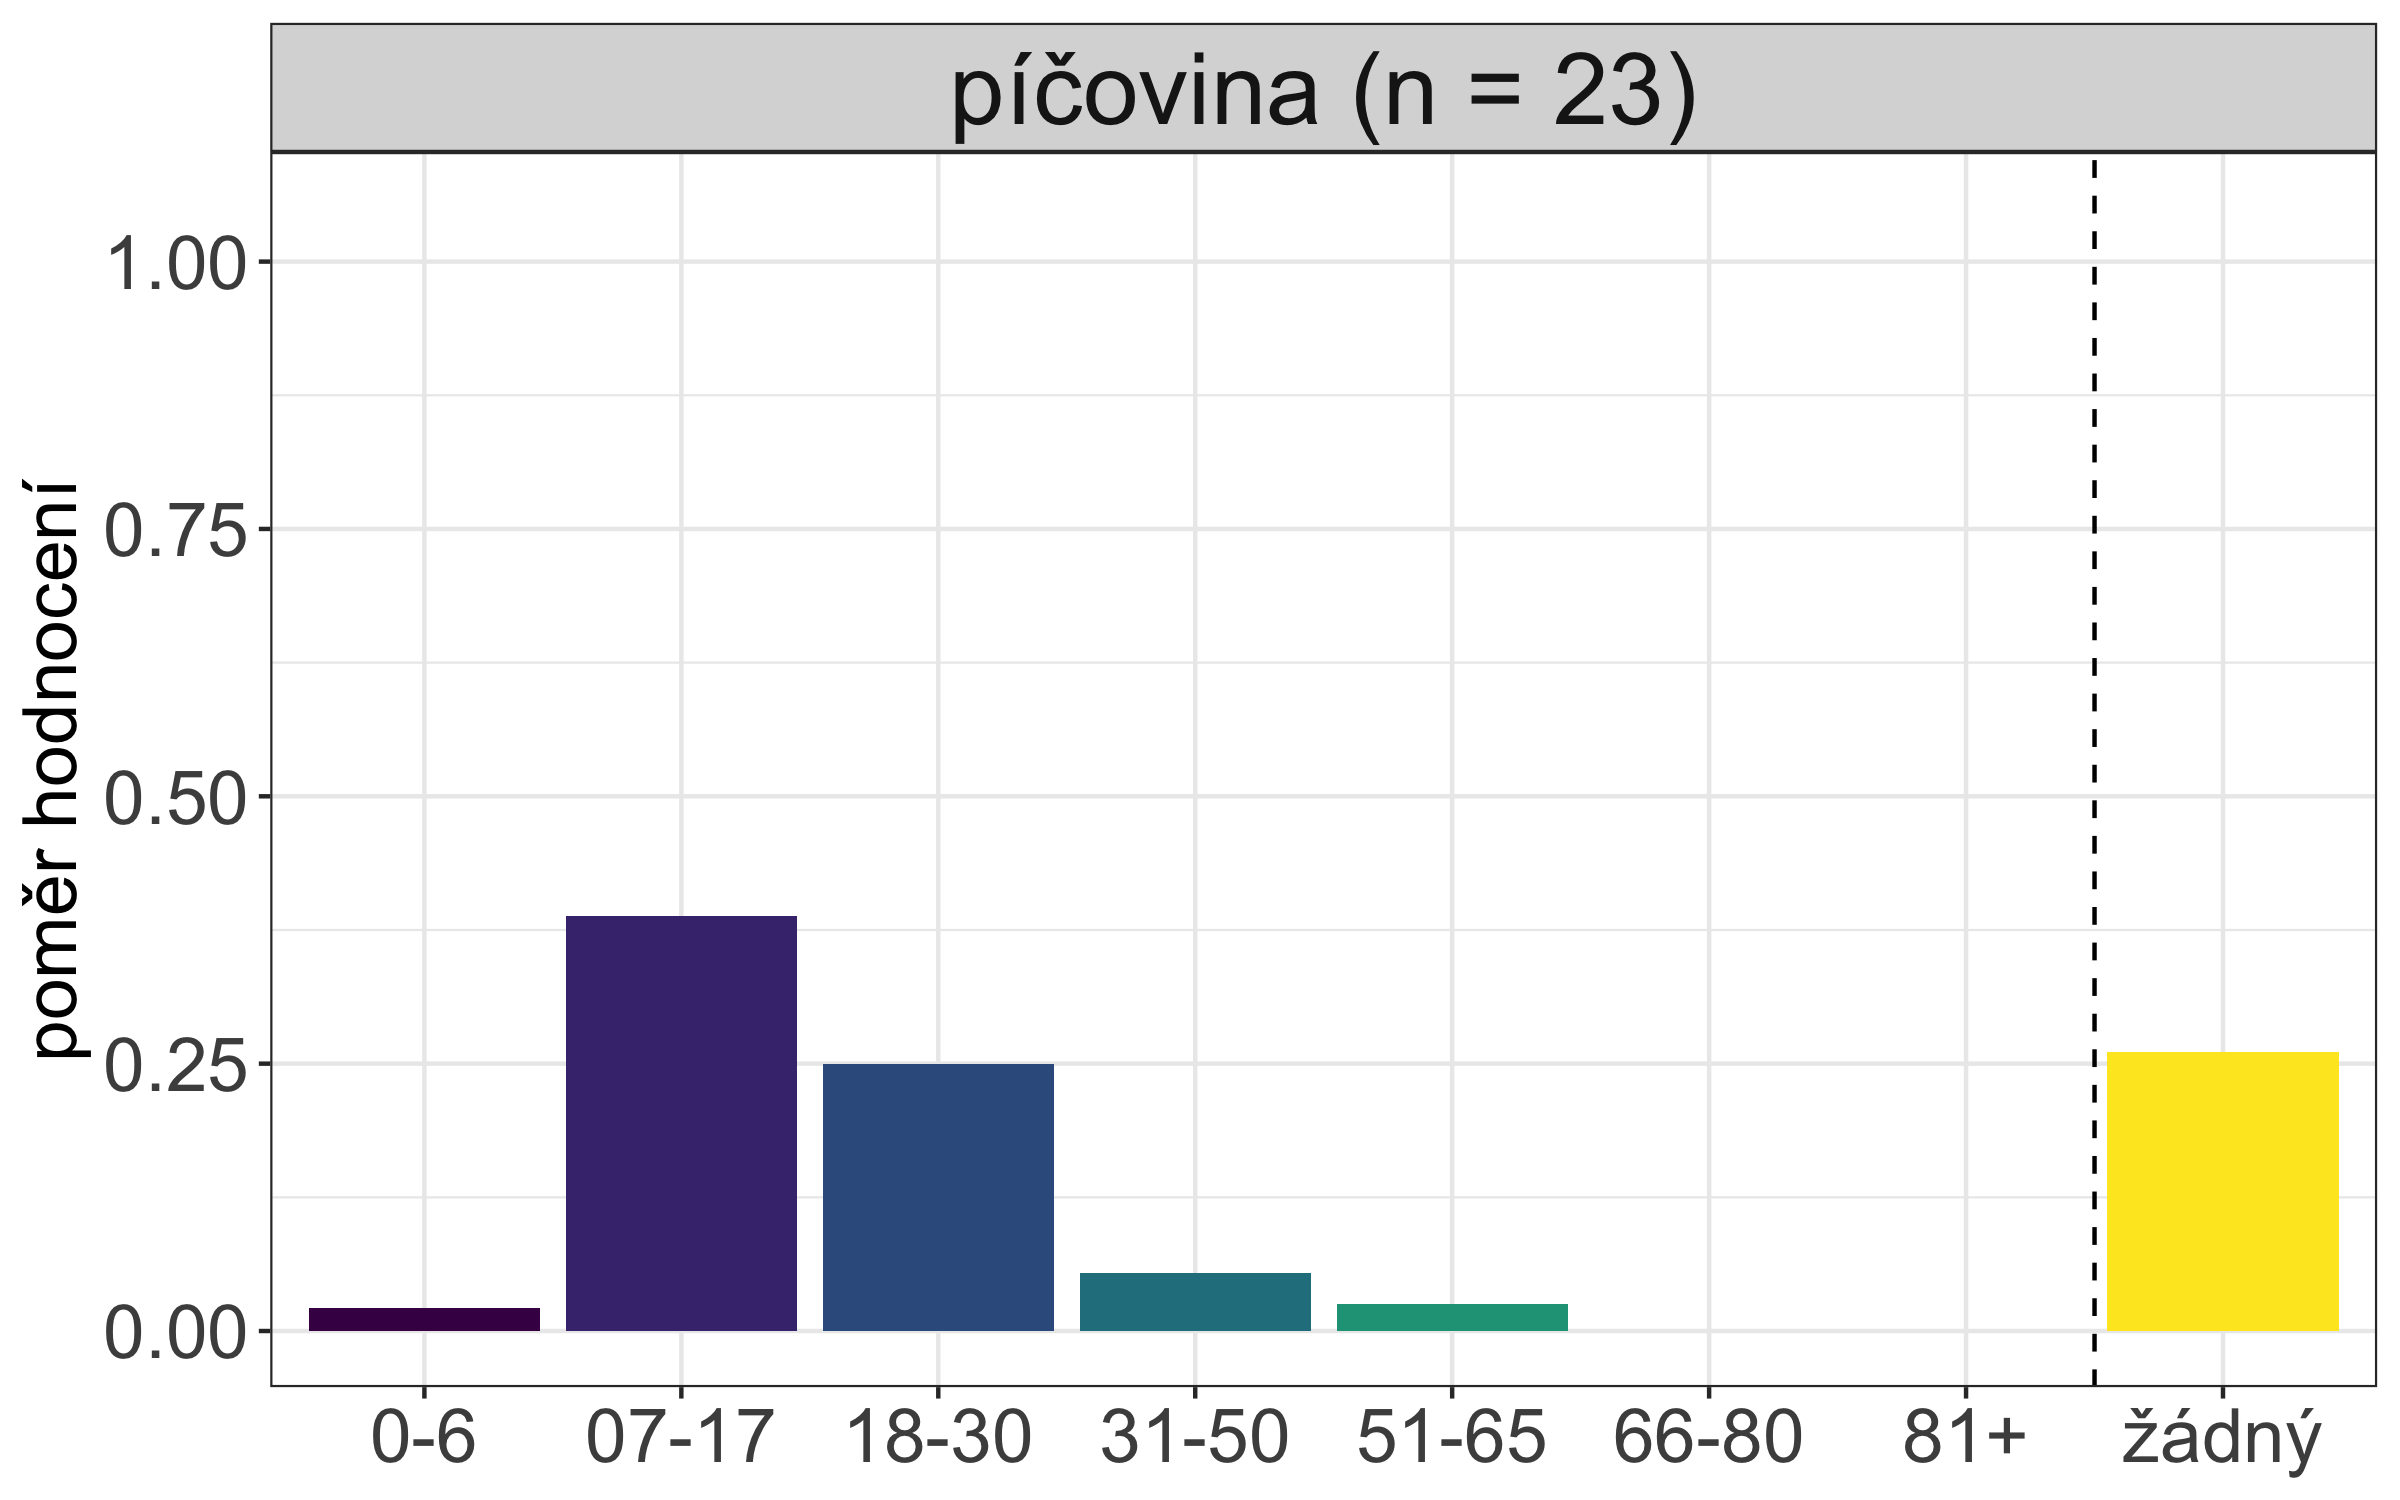 píčovina (n = 23)
poměr hodnocení
1.00
0.75
0.50
0.25
0.00
0-6 07-17 18-30 31-50 51-65 66-80 81+ žádný